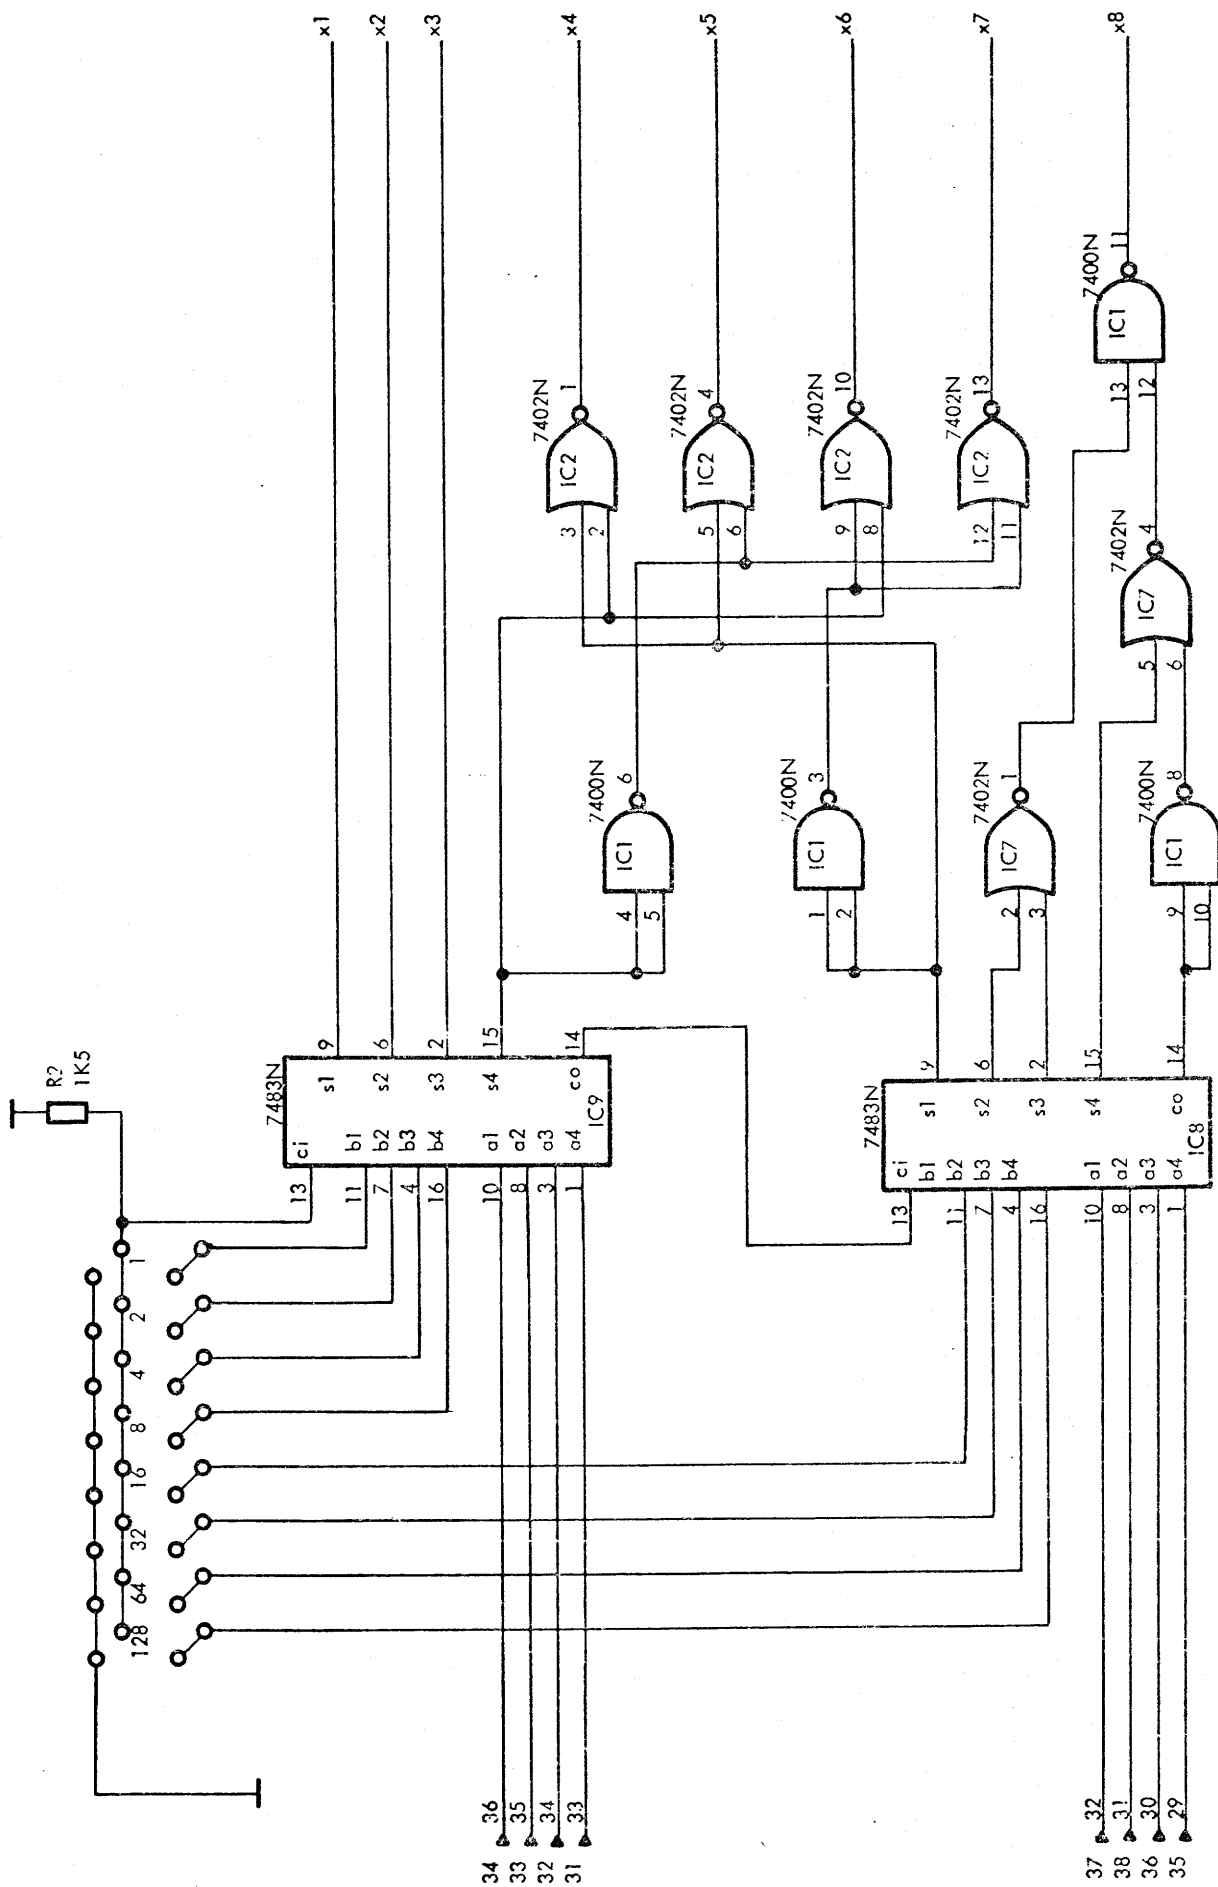 x1
x2
x3
x4
x5
x6
x7
x8
R2
1K5
7483N
ci
b1
b2
b3
b4
a1
a2
a3
a4
s1
s2
s3
s4
co
IC9
13
11
7
4
16
10
8
3
1
9
6
2
15
14
7483N
ci
b1
b2
b3
b4
a1
a2
a3
a4
s1
s2
s3
s4
co
IC8
13
11
7
4
16
10
8
3
1
9
6
2
15
14
1
2
4
8
16
32
64
128
34 36
33 35
32 34
31 33
37 32
38 31
36 30
35 29
7400N
IC1
4
5
6
7400N
IC1
1
2
3
7402N
IC7
2
3
1
7400N
IC1
9
10
8
7402N
IC2
3
2
1
7402N
IC2
5
6
4
7402N
IC2
9
8
10
7402N
IC2
12
11
13
7402N
IC7
5
6
4
7400N
IC1
13
12
11